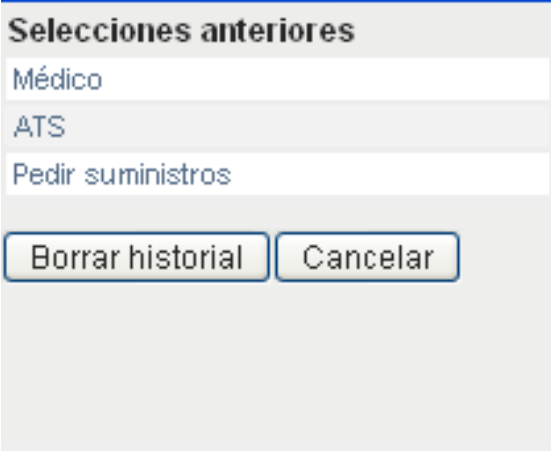 Selecciones anteriores
Médico
ATS
Pedir suministros
Borrar historial Cancelar